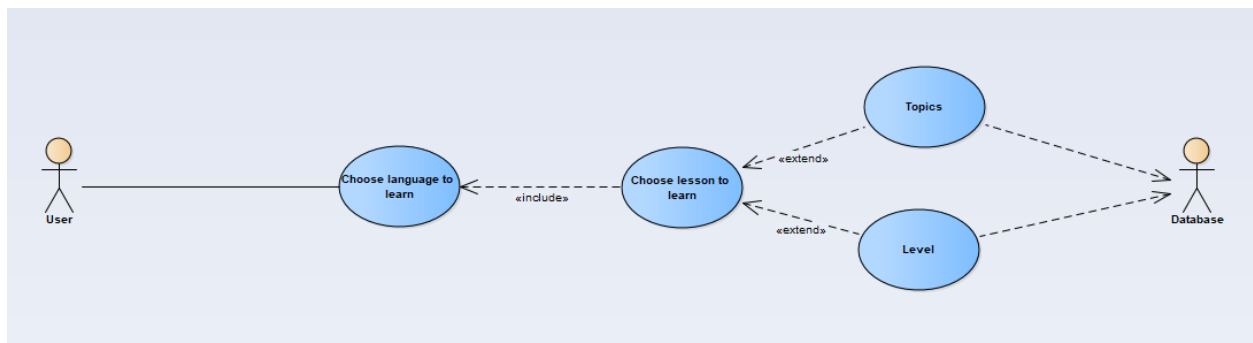 Topics
Choose language to
learn
Choose lesson to
learn
«extend»
«include»
«extend»
User
Database
Level